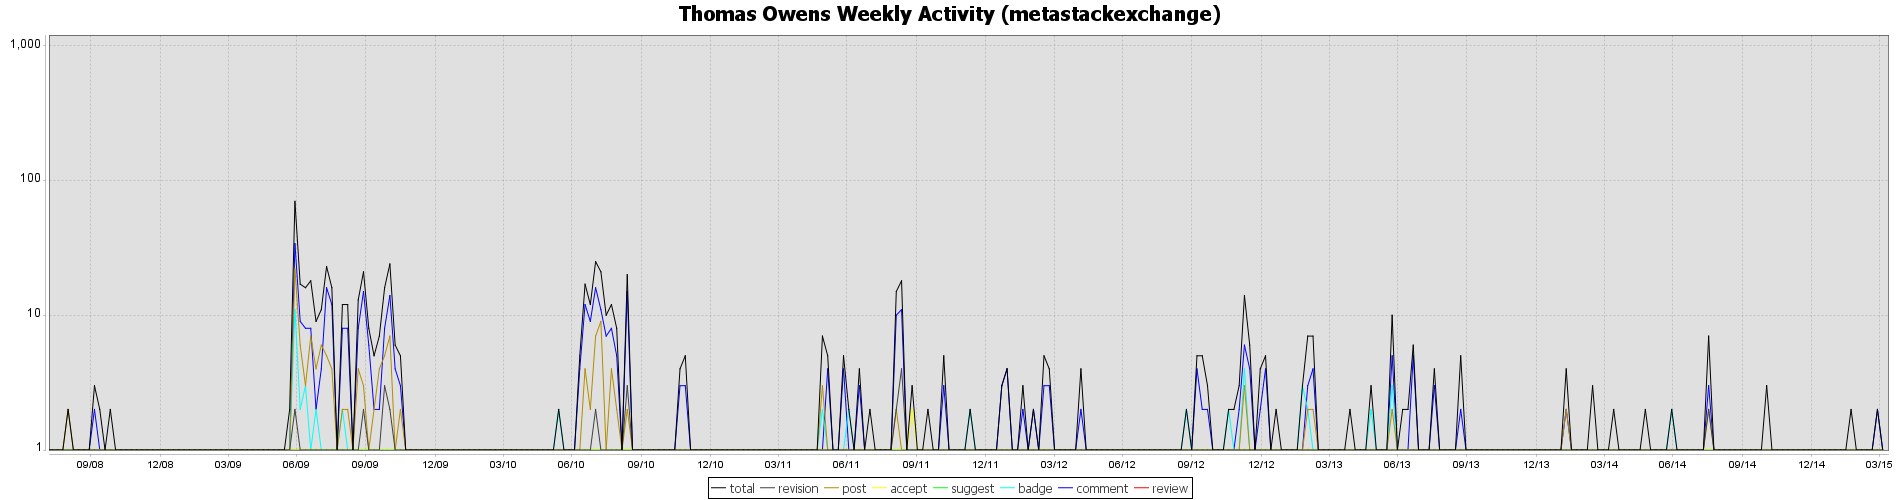 Thomas Owens Weekly Activity (metastackexchange)
1,000
100
10
1
09/08 12/08 03/09 06/09 09/09 12/09 03/10 06/10 09/10 12/10 03/11 06/11 09/11 12/11 03/12 06/12 09/12 12/12 03/13 06/13 09/13 12/13 03/14 06/14 09/14 12/14 03/15
total revision post accept suggest badge comment review